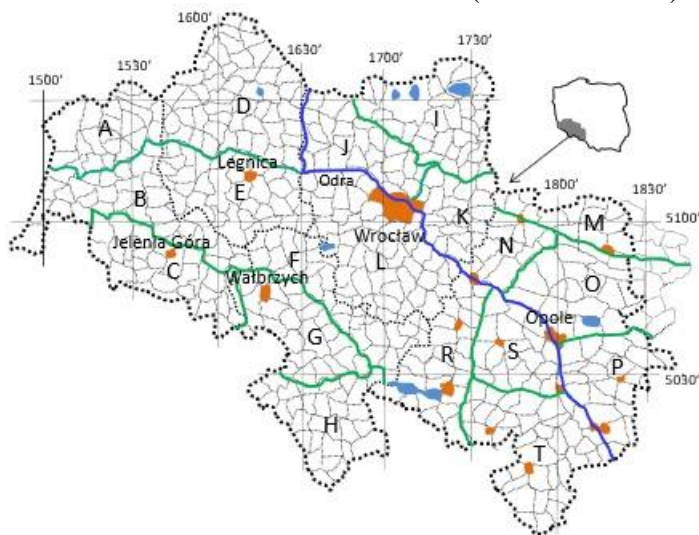 1600'
1500'
1530'
1630'
1700'
1730'
D
I
A
J
Legnica
Odra
E
B
K
1800'
1830'
M
5100'
Wrocław
N
Jelenia Góra
C
F
L
O
Wałbrzych
Opole
G
R
S
P
5030'
H
T